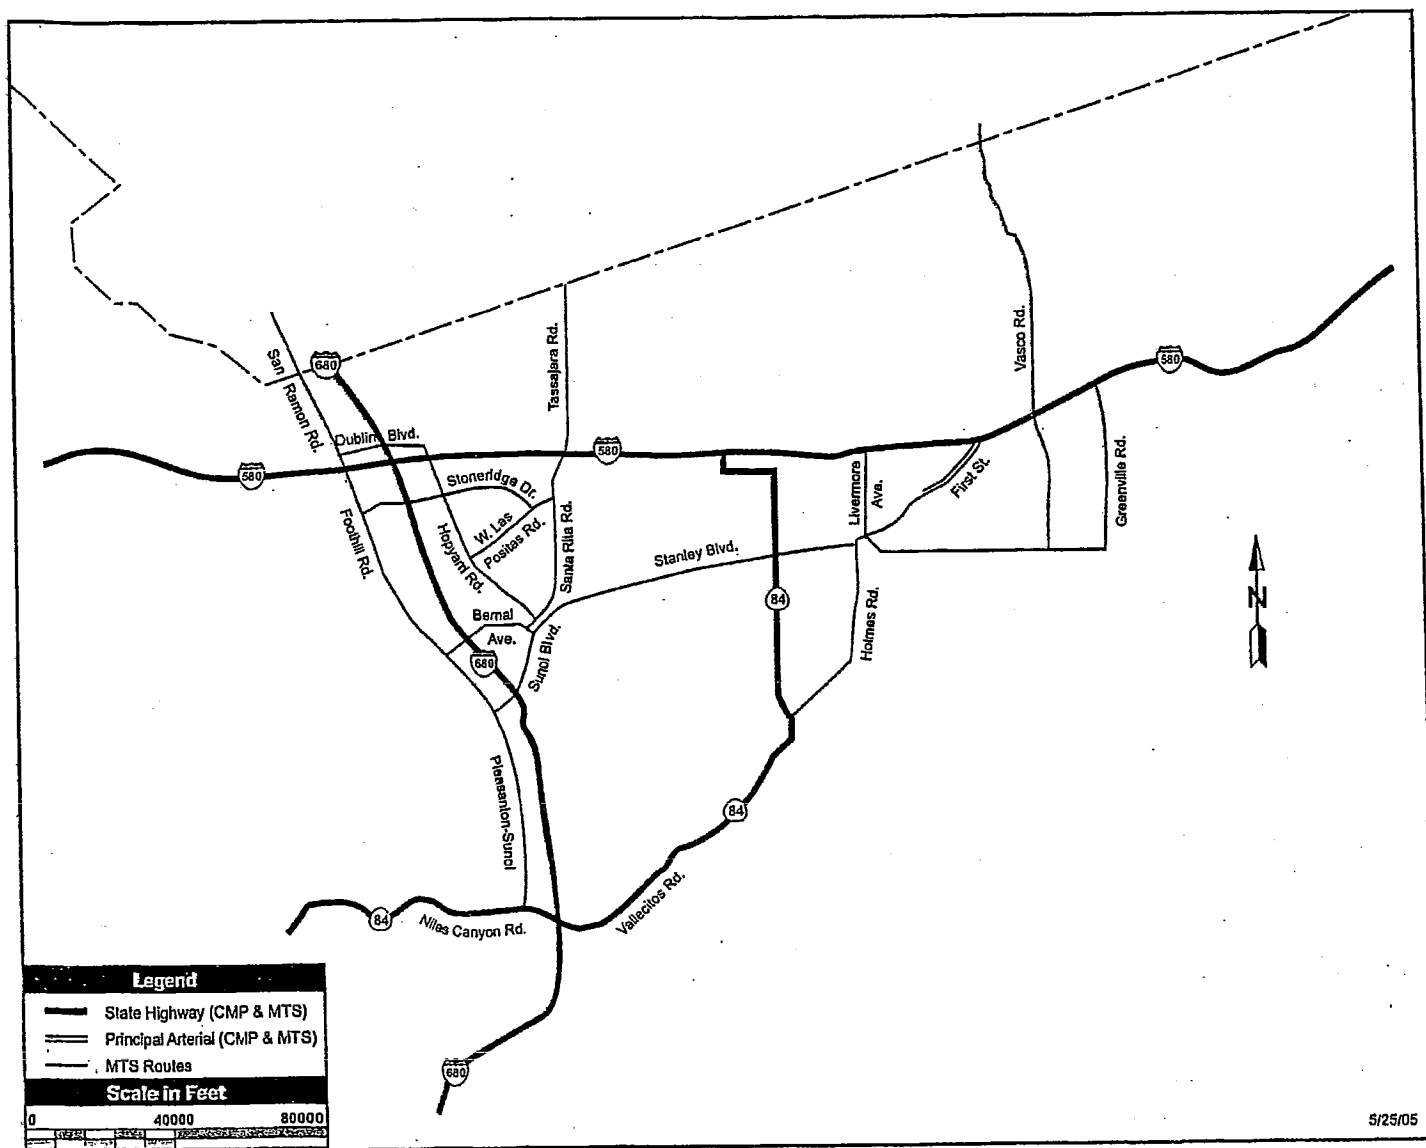 San
Ramon Rd.
680
Tassajara Rd.
Vasco Rd.
580
Dublin Blvd.
580
580
Stoneridge Dr.
W. Las
Positas Rd.
Foothill Rd.
Hopyard Rd.
Santa Rita Rd.
Livermore
Ave.
First St.
Greenville Rd.
Stanley Blvd.
84
Holmes Rd.
N
Bernal
Ave.
680
Sunol Blvd.
Pleasanton-Sunol
84
Vallecitos Rd.
84
Niles Canyon Rd.
680
Legend
State Highway (CMP & MTS)
Principal Arterial (CMP & MTS)
MTS Routes
Scale in Feet
0 40000 80000
5/25/05